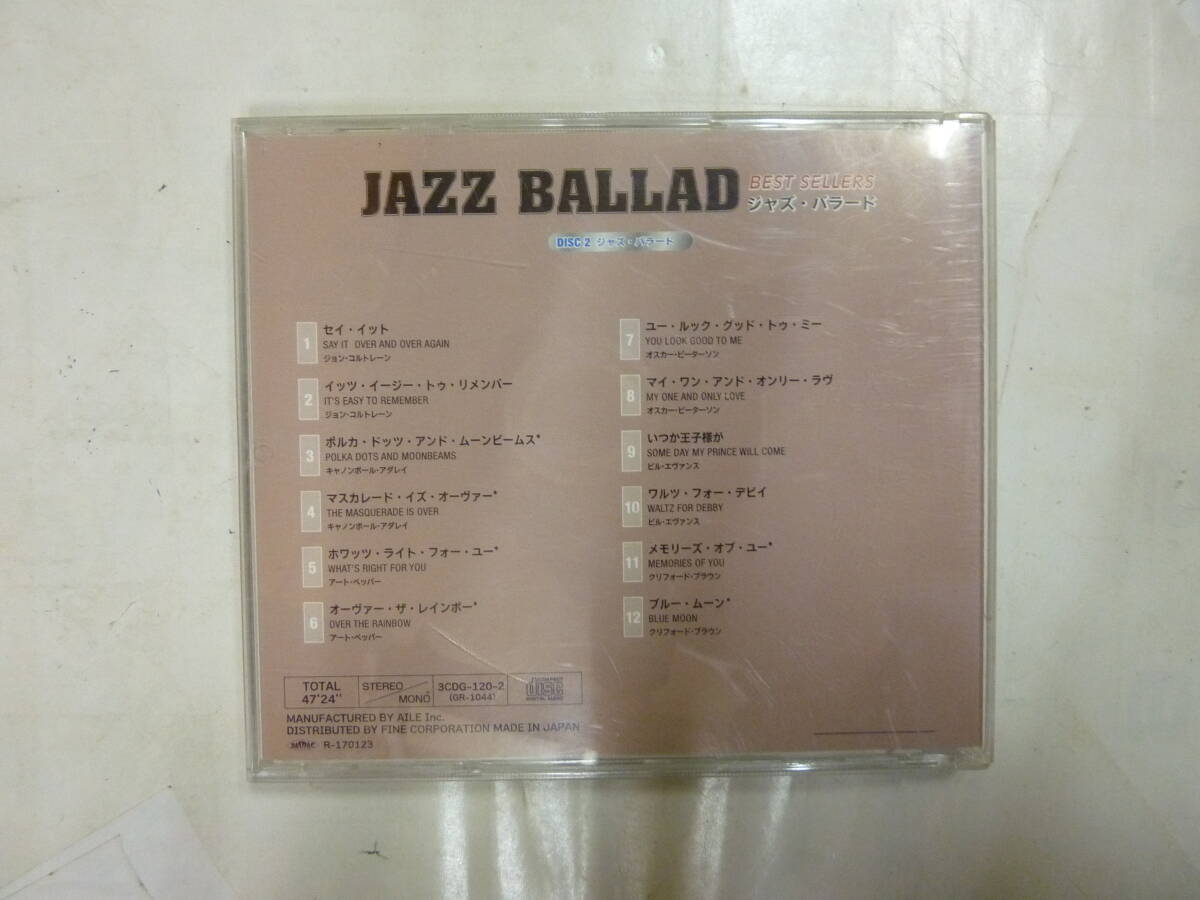 JAZZ BALLAD BEST SELLERS
ジャズ・バラード
DISC 2 ジャズ・バラード
1 セイ・イット
SAY IT OVER AND OVER AGAIN
ジョン・コルトレーン
2 イッツ・イージー・トゥ・リメンバー
IT'S EASY TO REMEMBER
ジョン・コルトレーン
3 ポルカ・ドッツ・アンド・ムーンビームス*
POLKA DOTS AND MOONBEAMS
キャノンボール・アダレイ
4 マスカレード・イズ・オーヴァー*
THE MASQUERADE IS OVER
キャノンボール・アダレイ
5 ホワッツ・ライト・フォー・ユー*
WHAT'S RIGHT FOR YOU
アート・ペッパー
6 オーヴァー・ザ・レインボー*
OVER THE RAINBOW
アート・ペッパー
7 ユー・ルック・グッド・トゥ・ミー
YOU LOOK GOOD TO ME
オスカー・ピーターソン
8 マイ・ワン・アンド・オンリー・ラヴ
MY ONE AND ONLY LOVE
オスカー・ピーターソン
9 いつか王子様が
SOME DAY MY PRINCE WILL COME
ビル・エヴァンス
10 ワルツ・フォー・デビイ
WALTZ FOR DEBBY
ビル・エヴァンス
11 メモリーズ・オブ・ユー*
MEMORIES OF YOU
クリフォード・ブラウン
12 ブルー・ムーン*
BLUE MOON
クリフォード・ブラウン
TOTAL
47'24"
STEREO
MONO
3CDG-120-2
(GR-1044)
COMPACT
disc
DIGITAL AUDIO
MANUFACTURED BY AILE Inc.
DISTRIBUTED BY FINE CORPORATION MADE IN JAPAN
R-170123